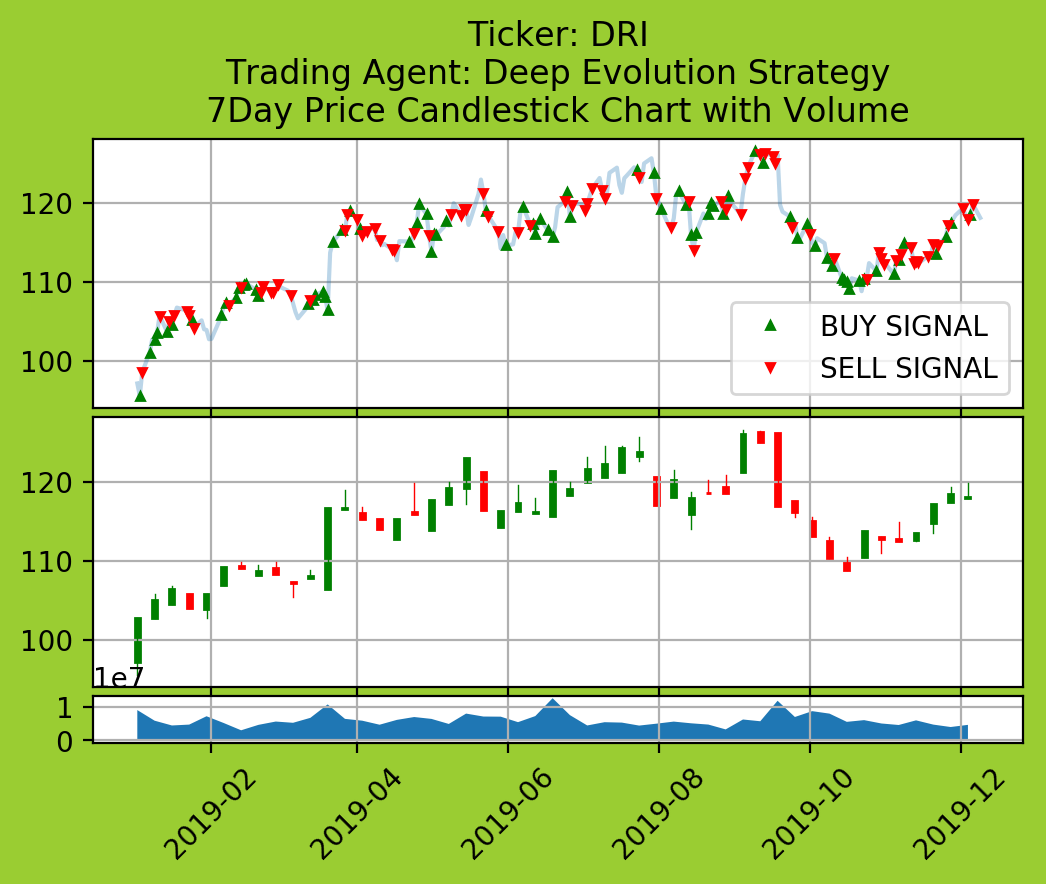 Ticker: DRI
Trading Agent: Deep Evolution Strategy
7Day Price Candlestick Chart with Volume
120
110
100
BUY SIGNAL
SELL SIGNAL
120
110
100
1e7
1
0
2019-02
2019-04
2019-06
2019-08
2019-10
2019-12